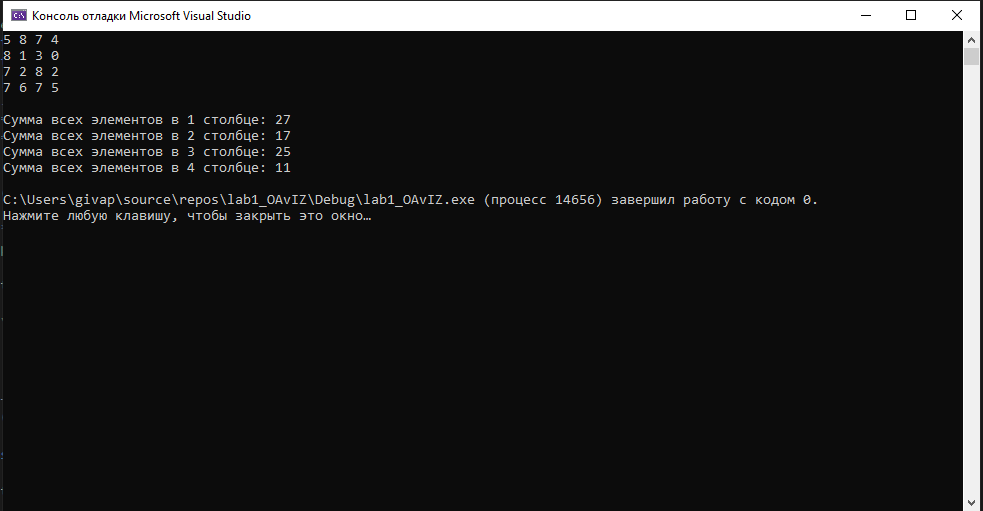 Консоль отладки Microsoft Visual Studio
5 8 7 4
8 1 3 0
7 2 8 2
7 6 7 5
Сумма всех элементов в 1 столбце: 27
Сумма всех элементов в 2 столбце: 17
Сумма всех элементов в 3 столбце: 25
Сумма всех элементов в 4 столбце: 11
C:\Users\givap\source\repos\lab1_OAvIZ\Debug\lab1_OAvIZ.exe (процесс 14656) завершил работу с кодом 0.
Нажмите любую клавишу, чтобы закрыть это окно…